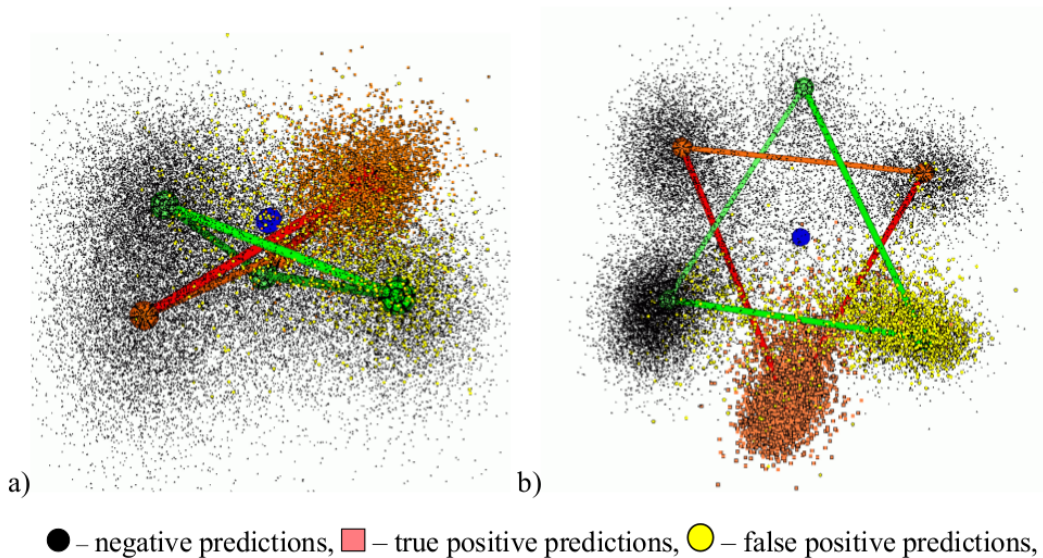 a)
b)
– negative predictions, – true positive predictions, – false positive predictions,